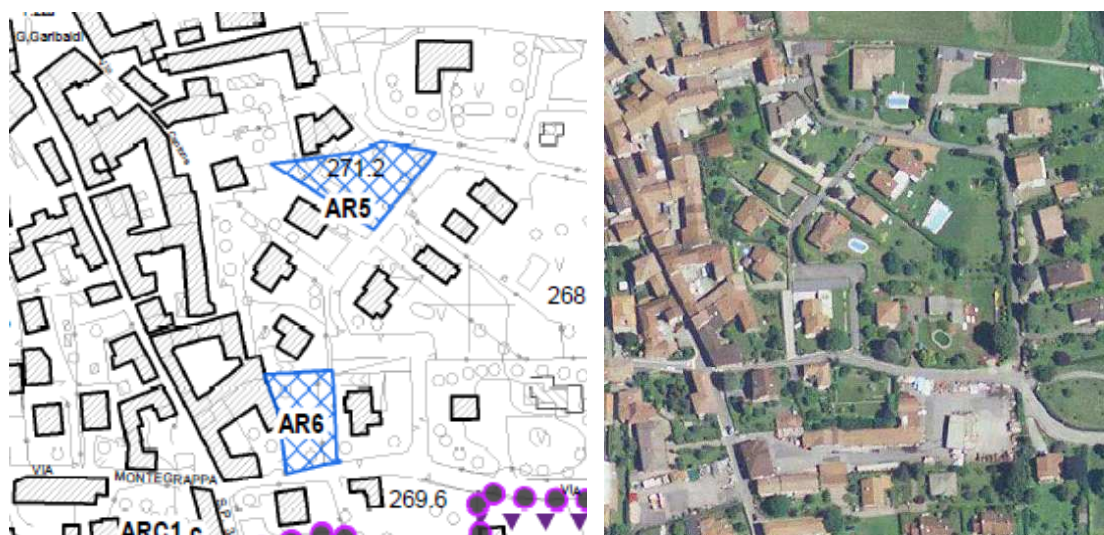 G.Garibaldi
271.2
AR5
268
AR6
VIA
MONTEGRAPPA
269.6
VIA
ARC1.c